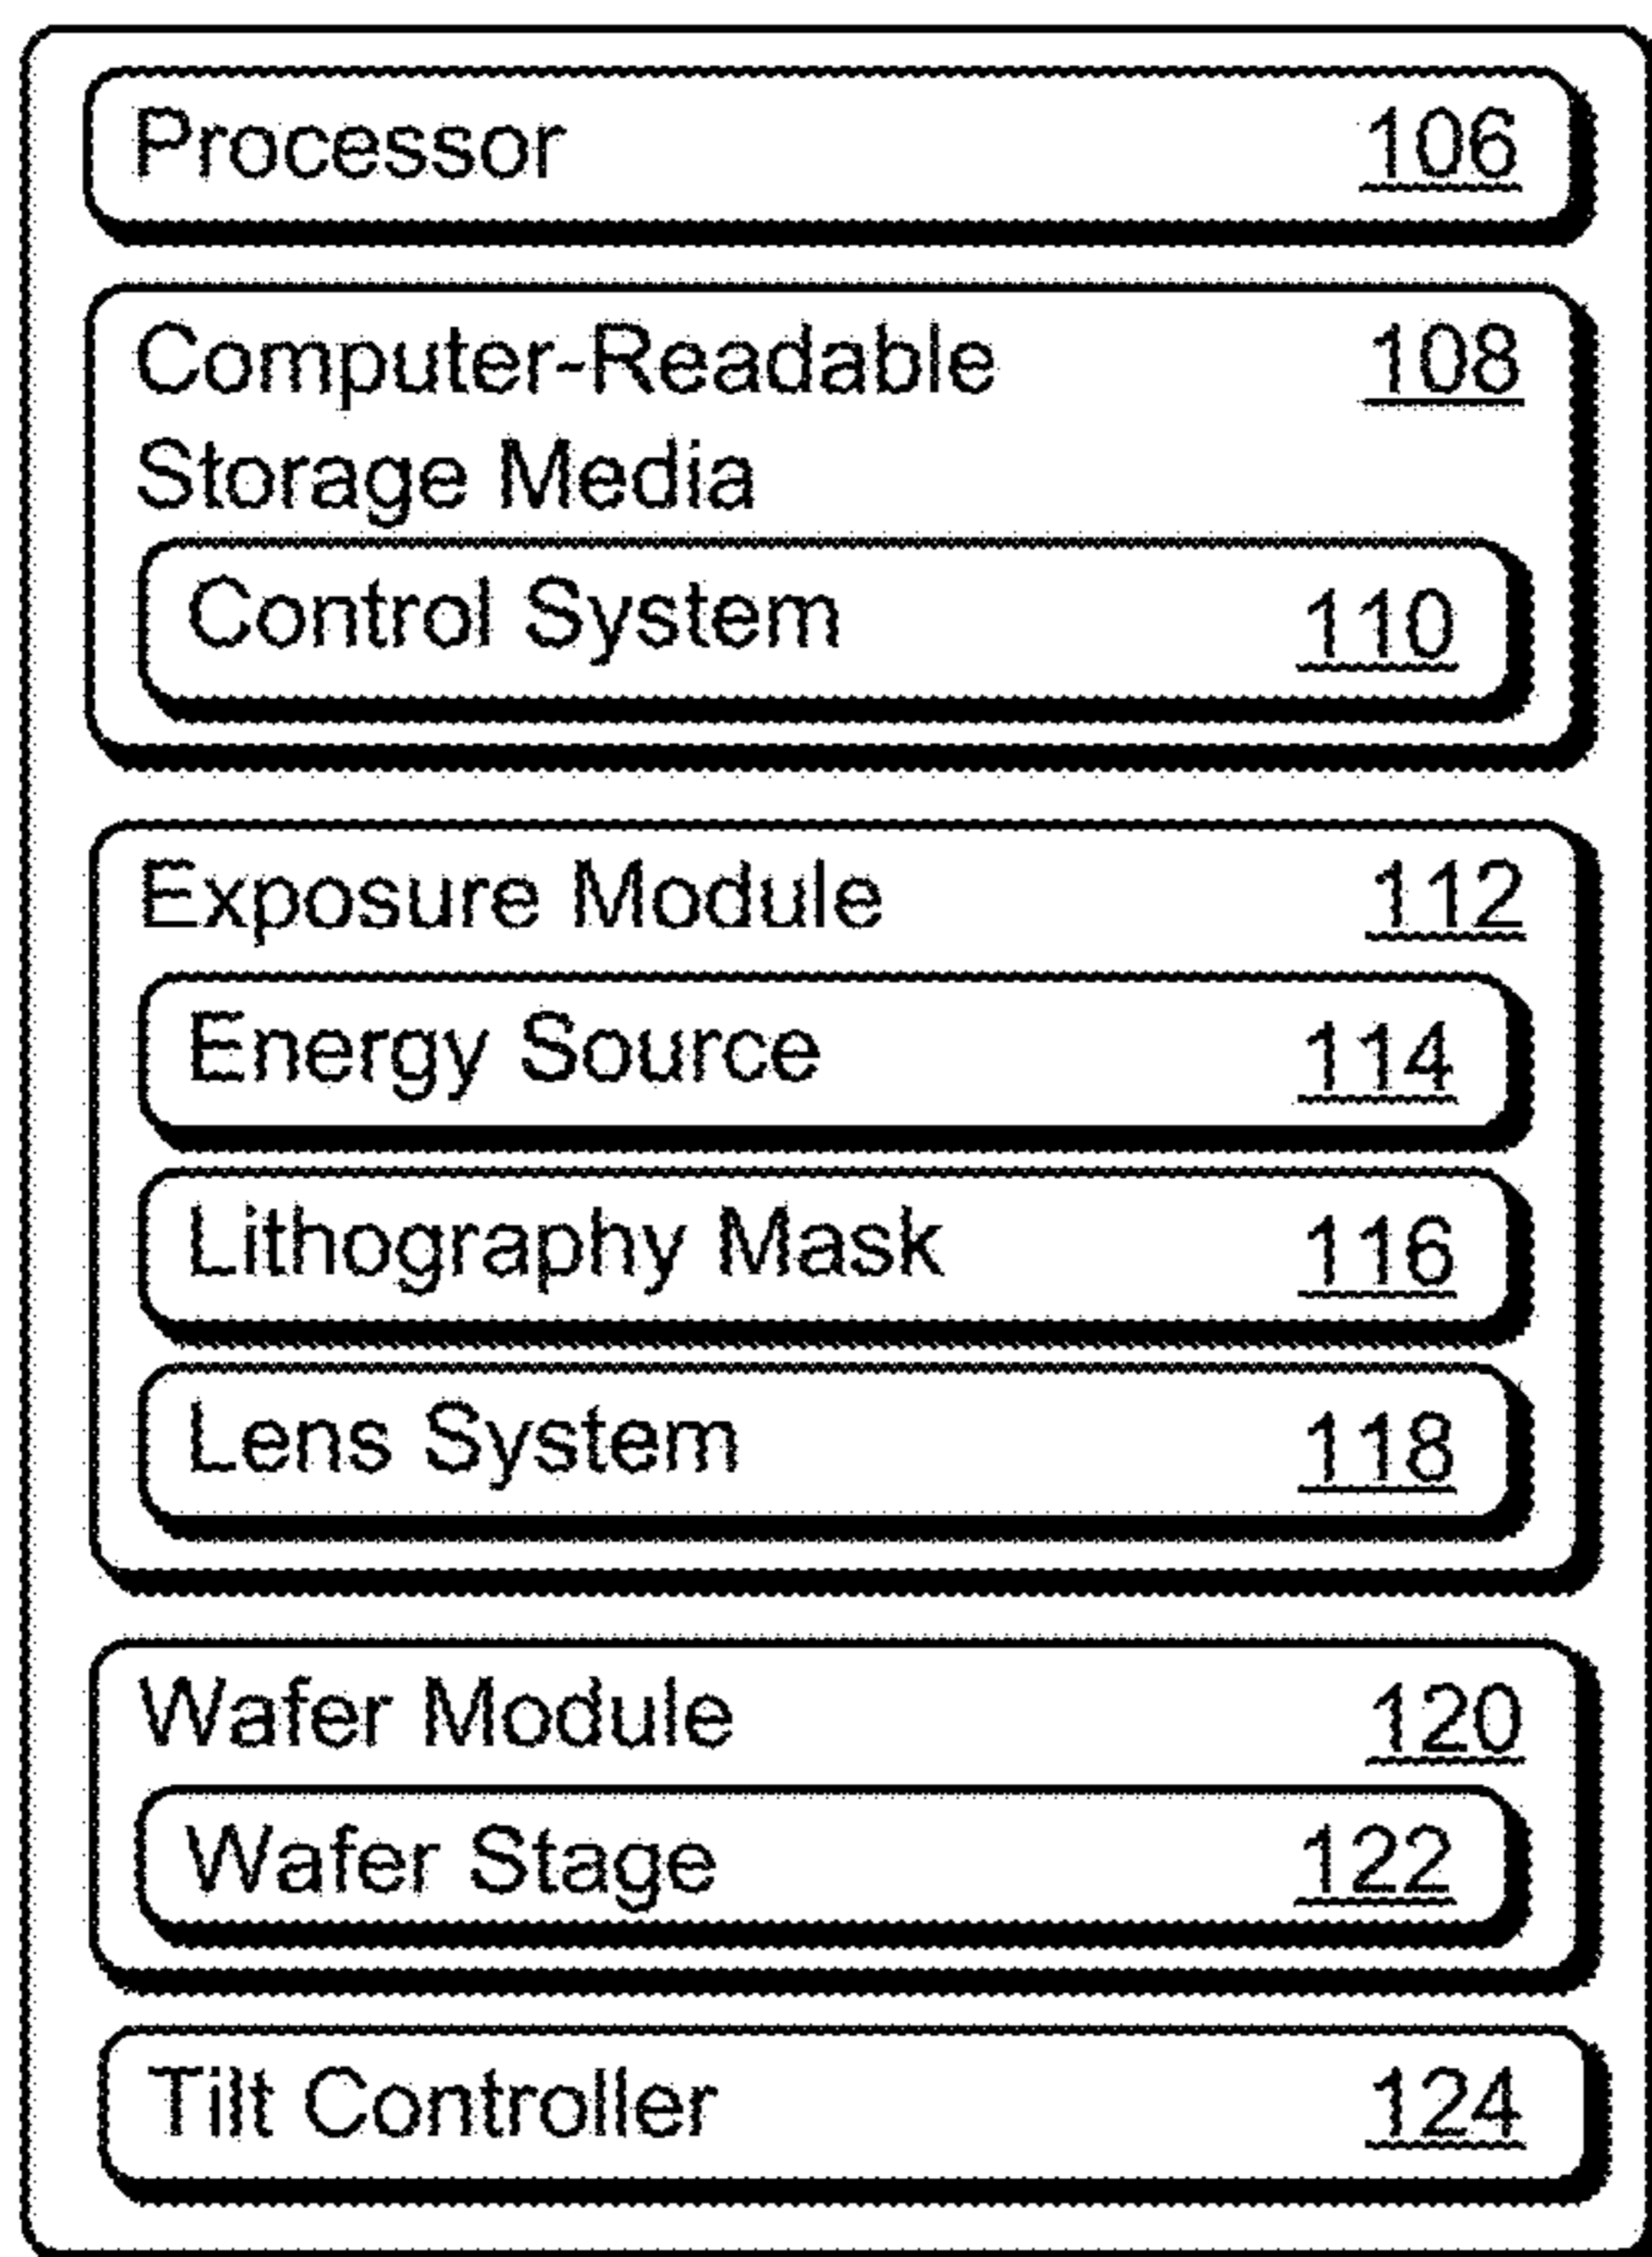 Processor 106
Computer-Readable 108
Storage Media
Control System 110
Exposure Module 112
Energy Source 114
Lithography Mask 116
Lens System 118
Wafer Module 120
Wafer Stage 122
Tilt Controller 124